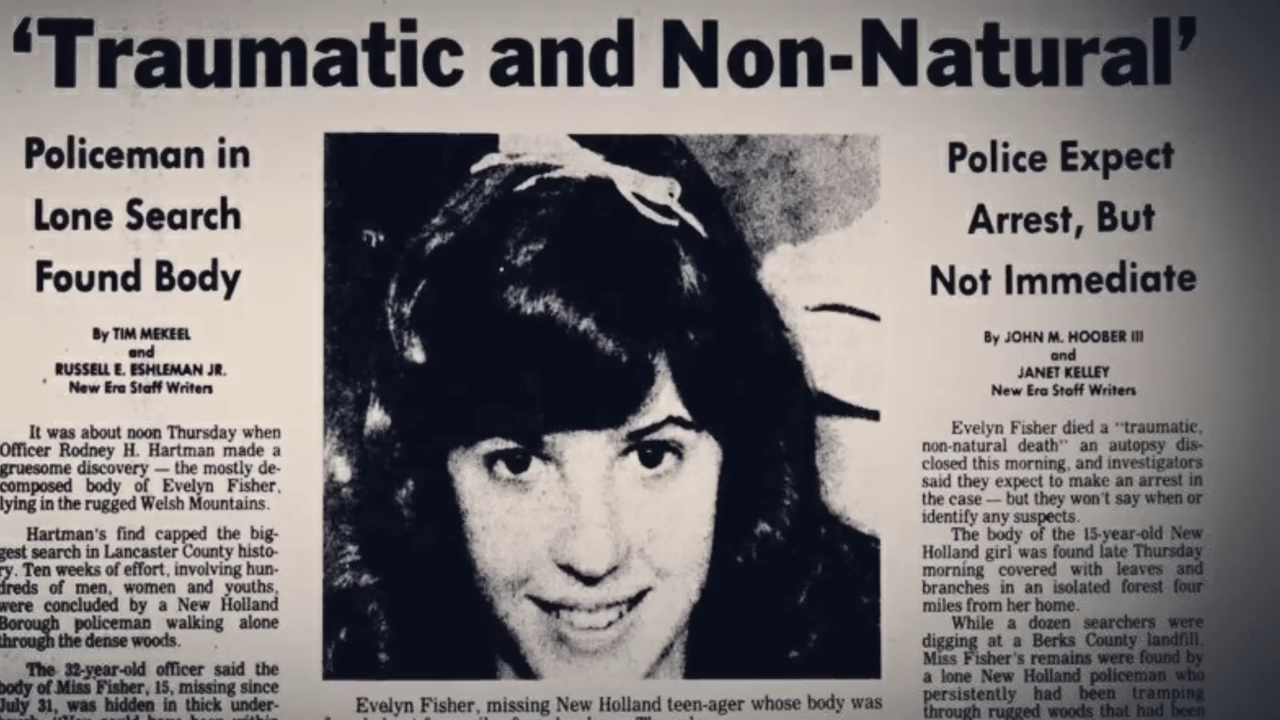 ‘Traumatic and Non-Natural’
Policeman in
Lone Search
Found Body
By TIM MEKEEL
and
RUSSELL E. ESHLEMAN JR.
New Era Staff Writers
It was about noon Thursday when
Officer Rodney H. Hartman made a
gruesome discovery — the mostly de-
composed body of Evelyn Fisher,
lying in the rugged Welsh Mountains.
Hartman's find capped the big-
gest search in Lancaster County histo-
ry. Ten weeks of effort, involving hun-
dreds of men, women and youths,
were concluded by a New Holland
Borough policeman walking alone
through the dense woods.
The 32-year-old officer said the
body of Miss Fisher, 15, missing since
July 31, was hidden in thick under-
Evelyn Fisher, missing New Holland teen-ager whose body was
Police Expect
Arrest, But
Not Immediate
By JOHN M. HOOBER III
and
JANET KELLEY
New Era Staff Writers
Evelyn Fisher died a "traumatic,
non-natural death" an autopsy dis-
closed this morning, and investigators
said they expect to make an arrest in
the case — but they won't say when or
identify any suspects.
The body of the 15-year-old New
Holland girl was found late Thursday
morning covered with leaves and
branches in an isolated forest four
miles from her home.
While a dozen searchers were
digging at a Berks County landfill,
Miss Fisher's remains were found by
a lone New Holland policeman who
persistently had been tramping
through rugged woods that had been